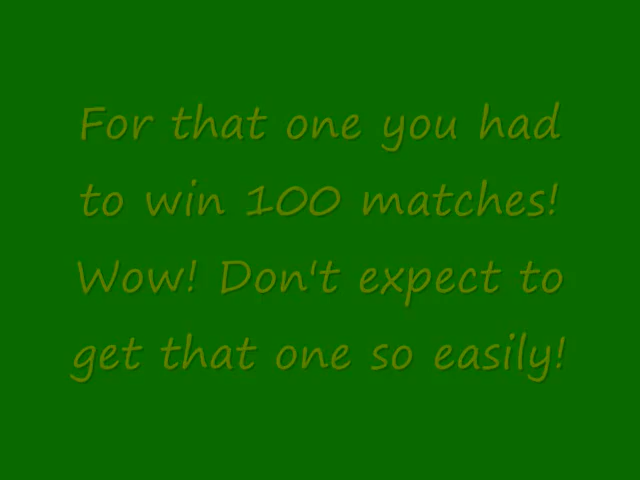 For that one you had
to win 100 matches!
Wow! Don't expect to
get that one so easily!